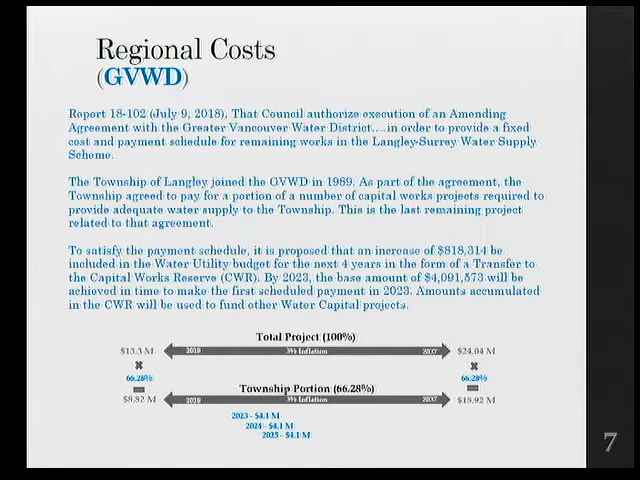 Regional Costs
(GVWD)
Report 18-102 (July 9, 2018), That Council authorize execution of an Amending
Agreement with the Greater Vancouver Water District....in order to provide a fixed
cost and payment schedule for remaining works in the Langley-Surrey Water Supply
Scheme.
The Township of Langley joined the GVWD in 1989. As part of the agreement, the
Township agreed to pay for a portion of a number of capital works projects required to
provide adequate water supply to the Township. This is the last remaining project
related to that agreement.
To satisfy the payment schedule, it is proposed that an increase of $818,314 be
included in the Water Utility budget for the next 4 years in the form of a Transfer to
the Capital Works Reserve (CWR). By 2023, the base amount of $4,091,573 will be
achieved in time to make the first scheduled payment in 2023. Amounts accumulated
in the CWR will be used to fund other Water Capital projects.
Total Project (100%)
$13.3 M 2019 3% Inflation 2037 $24.04 M
66.28% 66.28%
Township Portion (66.28%)
$8.82 M 2019 3% Inflation 2037 $15.92 M
2023 - $4.1 M
2024 - $4.1 M
2025 - $4.1 M
7